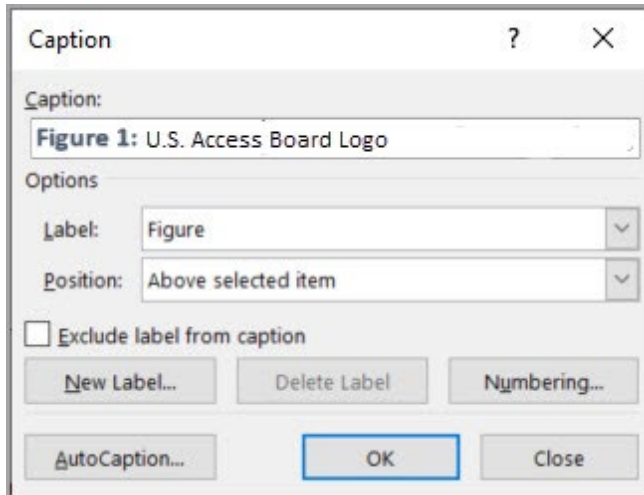 Caption ? X
Caption:
Figure 1: U.S. Access Board Logo
Options
Label: Figure
Position: Above selected item
Exclude label from caption
New Label... Delete Label Numbering...
AutoCaption... OK Close